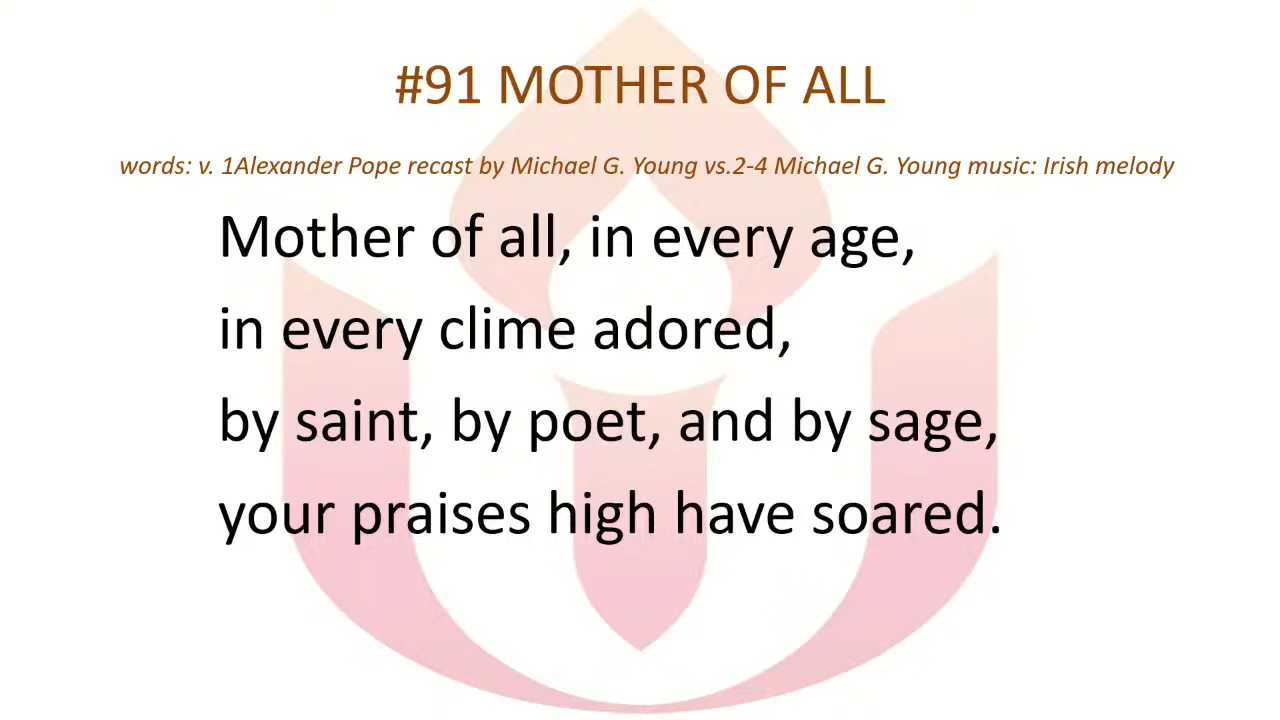 #91 MOTHER OF ALL
words: v. 1Alexander Pope recast by Michael G. Young vs.2-4 Michael G. Young music: Irish melody
Mother of all, in every age,
in every clime adored,
by saint, by poet, and by sage,
your praises high have soared.